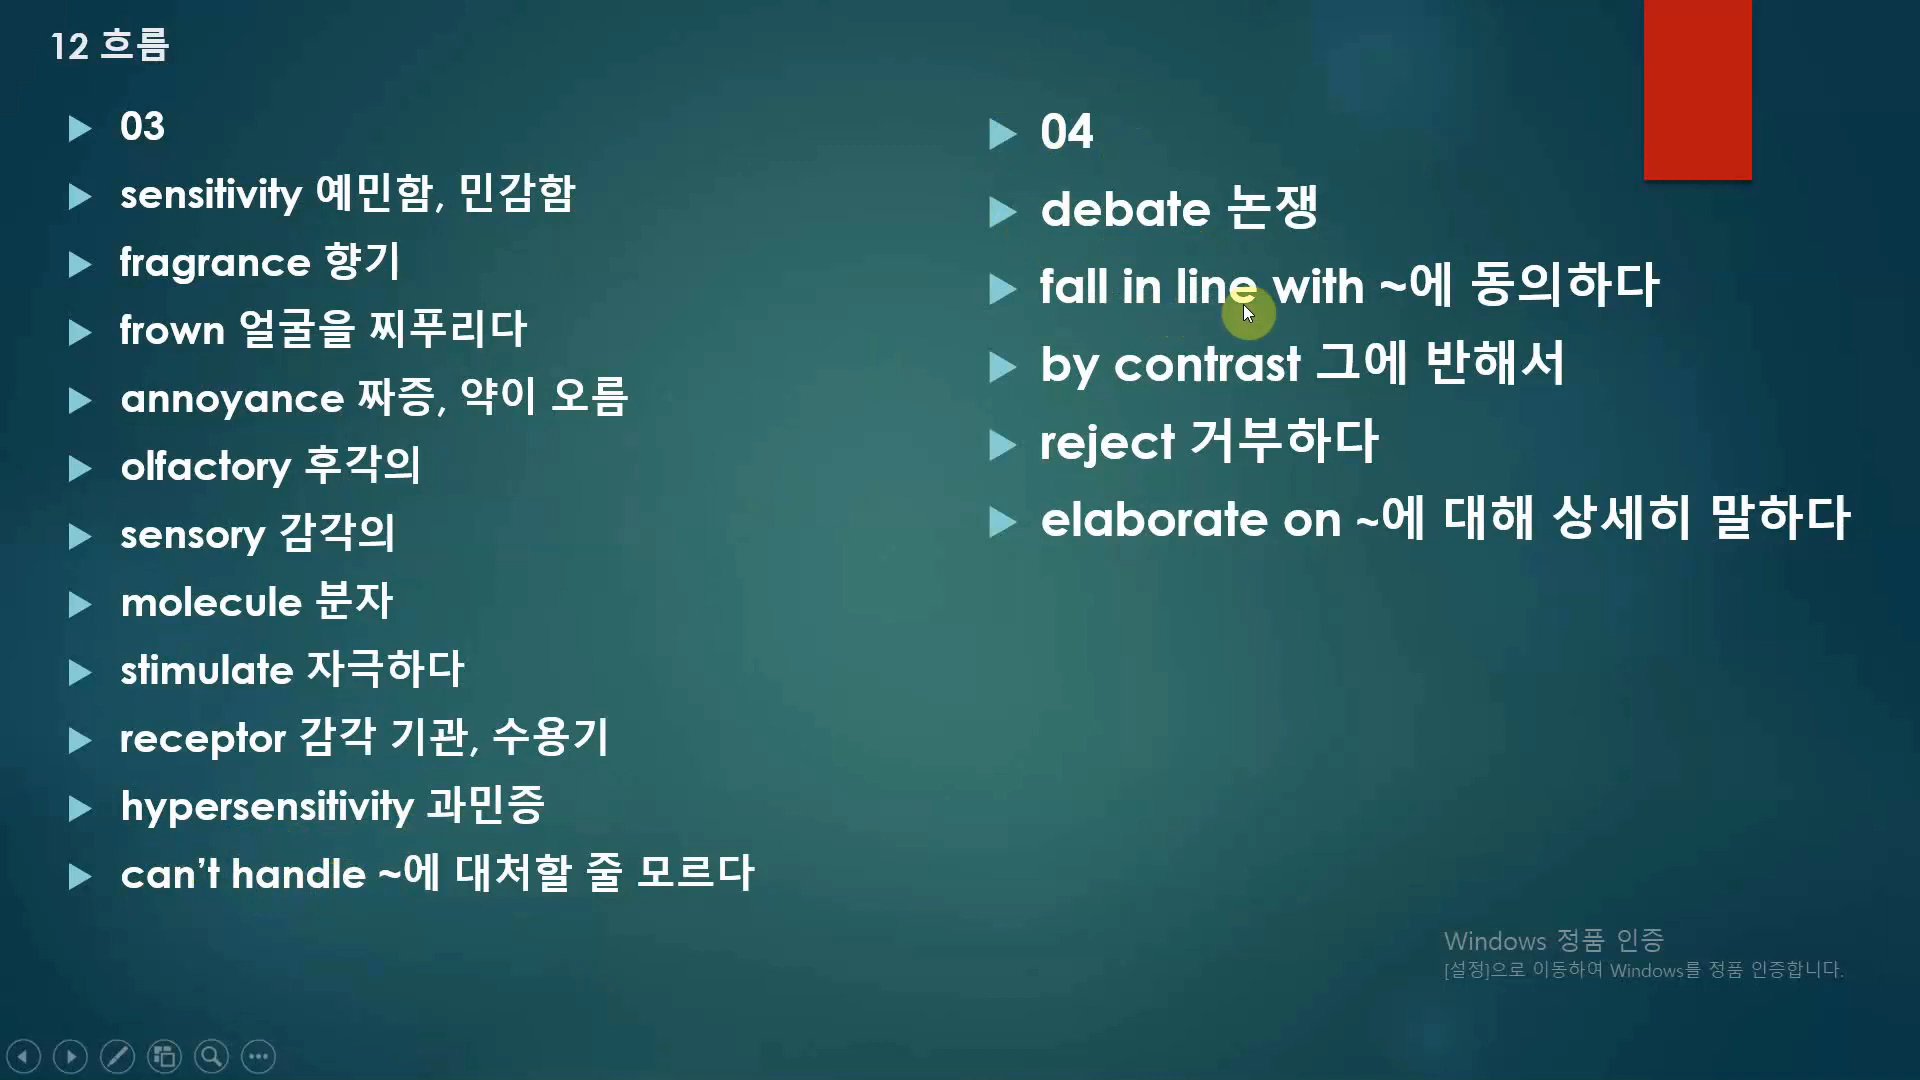 12 흐름
03
sensitivity 예민함, 민감함
fragrance 향기
frown 얼굴을 찌푸리다
annoyance 짜증, 약이 오름
olfactory 후각의
sensory 감각의
molecule 분자
stimulate 자극하다
receptor 감각 기관, 수용기
hypersensitivity 과민증
can't handle ~에 대처할 줄 모르다
04
debate 논쟁
fall in line with ~에 동의하다
by contrast 그에 반해서
reject 거부하다
elaborate on ~에 대해 상세히 말하다
Windows 정품 인증
[설정]으로 이동하여 Windows를 정품 인증합니다.